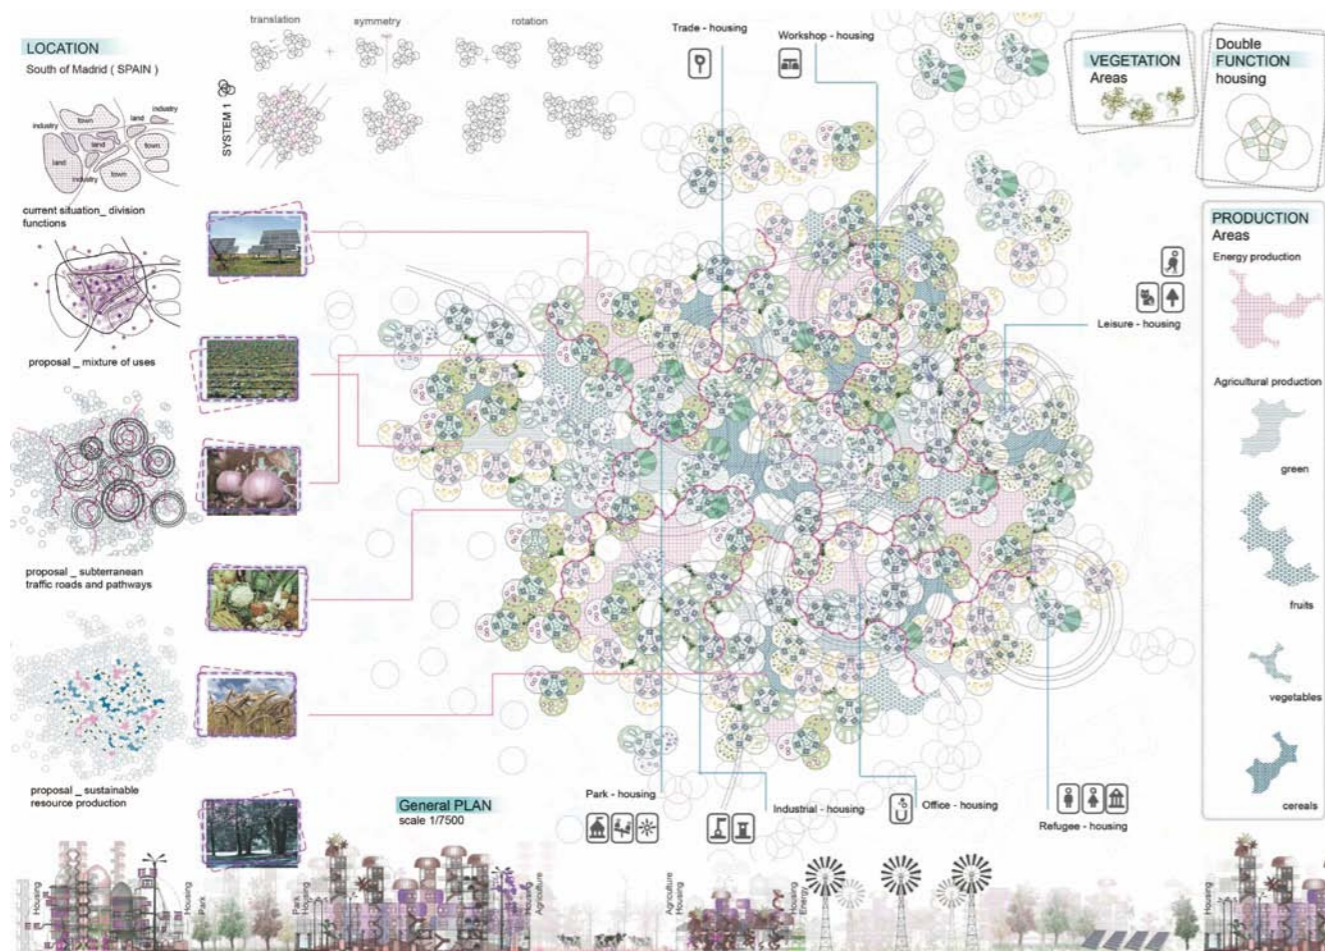 LOCATION
South of Madrid ( SPAIN )
industry
town
land
industry
industry
land
town
land
industry
town
current situation_ division
functions
proposal _ mixture of uses
proposal _ subterranean
traffic roads and pathways
proposal _ sustainable
resource production
translation
symmetry
rotation
+
+
SYSTEM 1
Trade - housing
Workshop - housing
Leisure - housing
Park - housing
Industrial - housing
Office - housing
Refugee - housing
General PLAN
scale 1/7500
VEGETATION
Areas
Double
FUNCTION
housing
PRODUCTION
Areas
Energy production
Agricultural production
green
fruits
vegetables
cereals
Housing
Housing
Park
Park
Housing
Housing
Agriculture
Agriculture
Housing
Housing
Energy
Housing